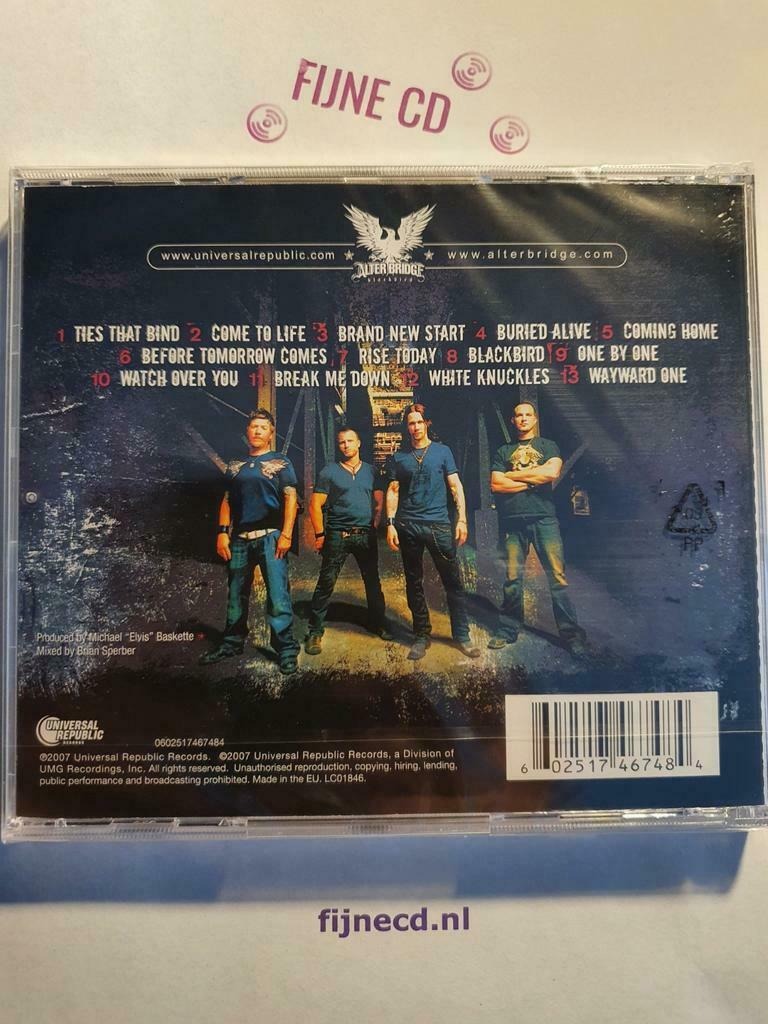 FIJNE CD
www.universalrepublic.com ★ ALTER BRIDGE ★ www.alterbridge.com
blackbird
1 TIES THAT BIND 2 COME TO LIFE 3 BRAND NEW START 4 BURIED ALIVE 5 COMING HOME
6 BEFORE TOMORROW COMES 7 RISE TODAY 8 BLACKBIRD 9 ONE BY ONE
10 WATCH OVER YOU 11 BREAK ME DOWN 12 WHITE KNUCKLES 13 WAYWARD ONE
PP
Produced by Michael "Elvis" Baskette
Mixed by Brian Sperber
UNIVERSAL
REPUBLIC
RECORDS
0602517467484
℗2007 Universal Republic Records. ©2007 Universal Republic Records, a Division of
UMG Recordings, Inc. All rights reserved. Unauthorised reproduction, copying, hiring, lending,
public performance and broadcasting prohibited. Made in the EU. LC01846.
6 02517 46748 4
fijnecd.nl